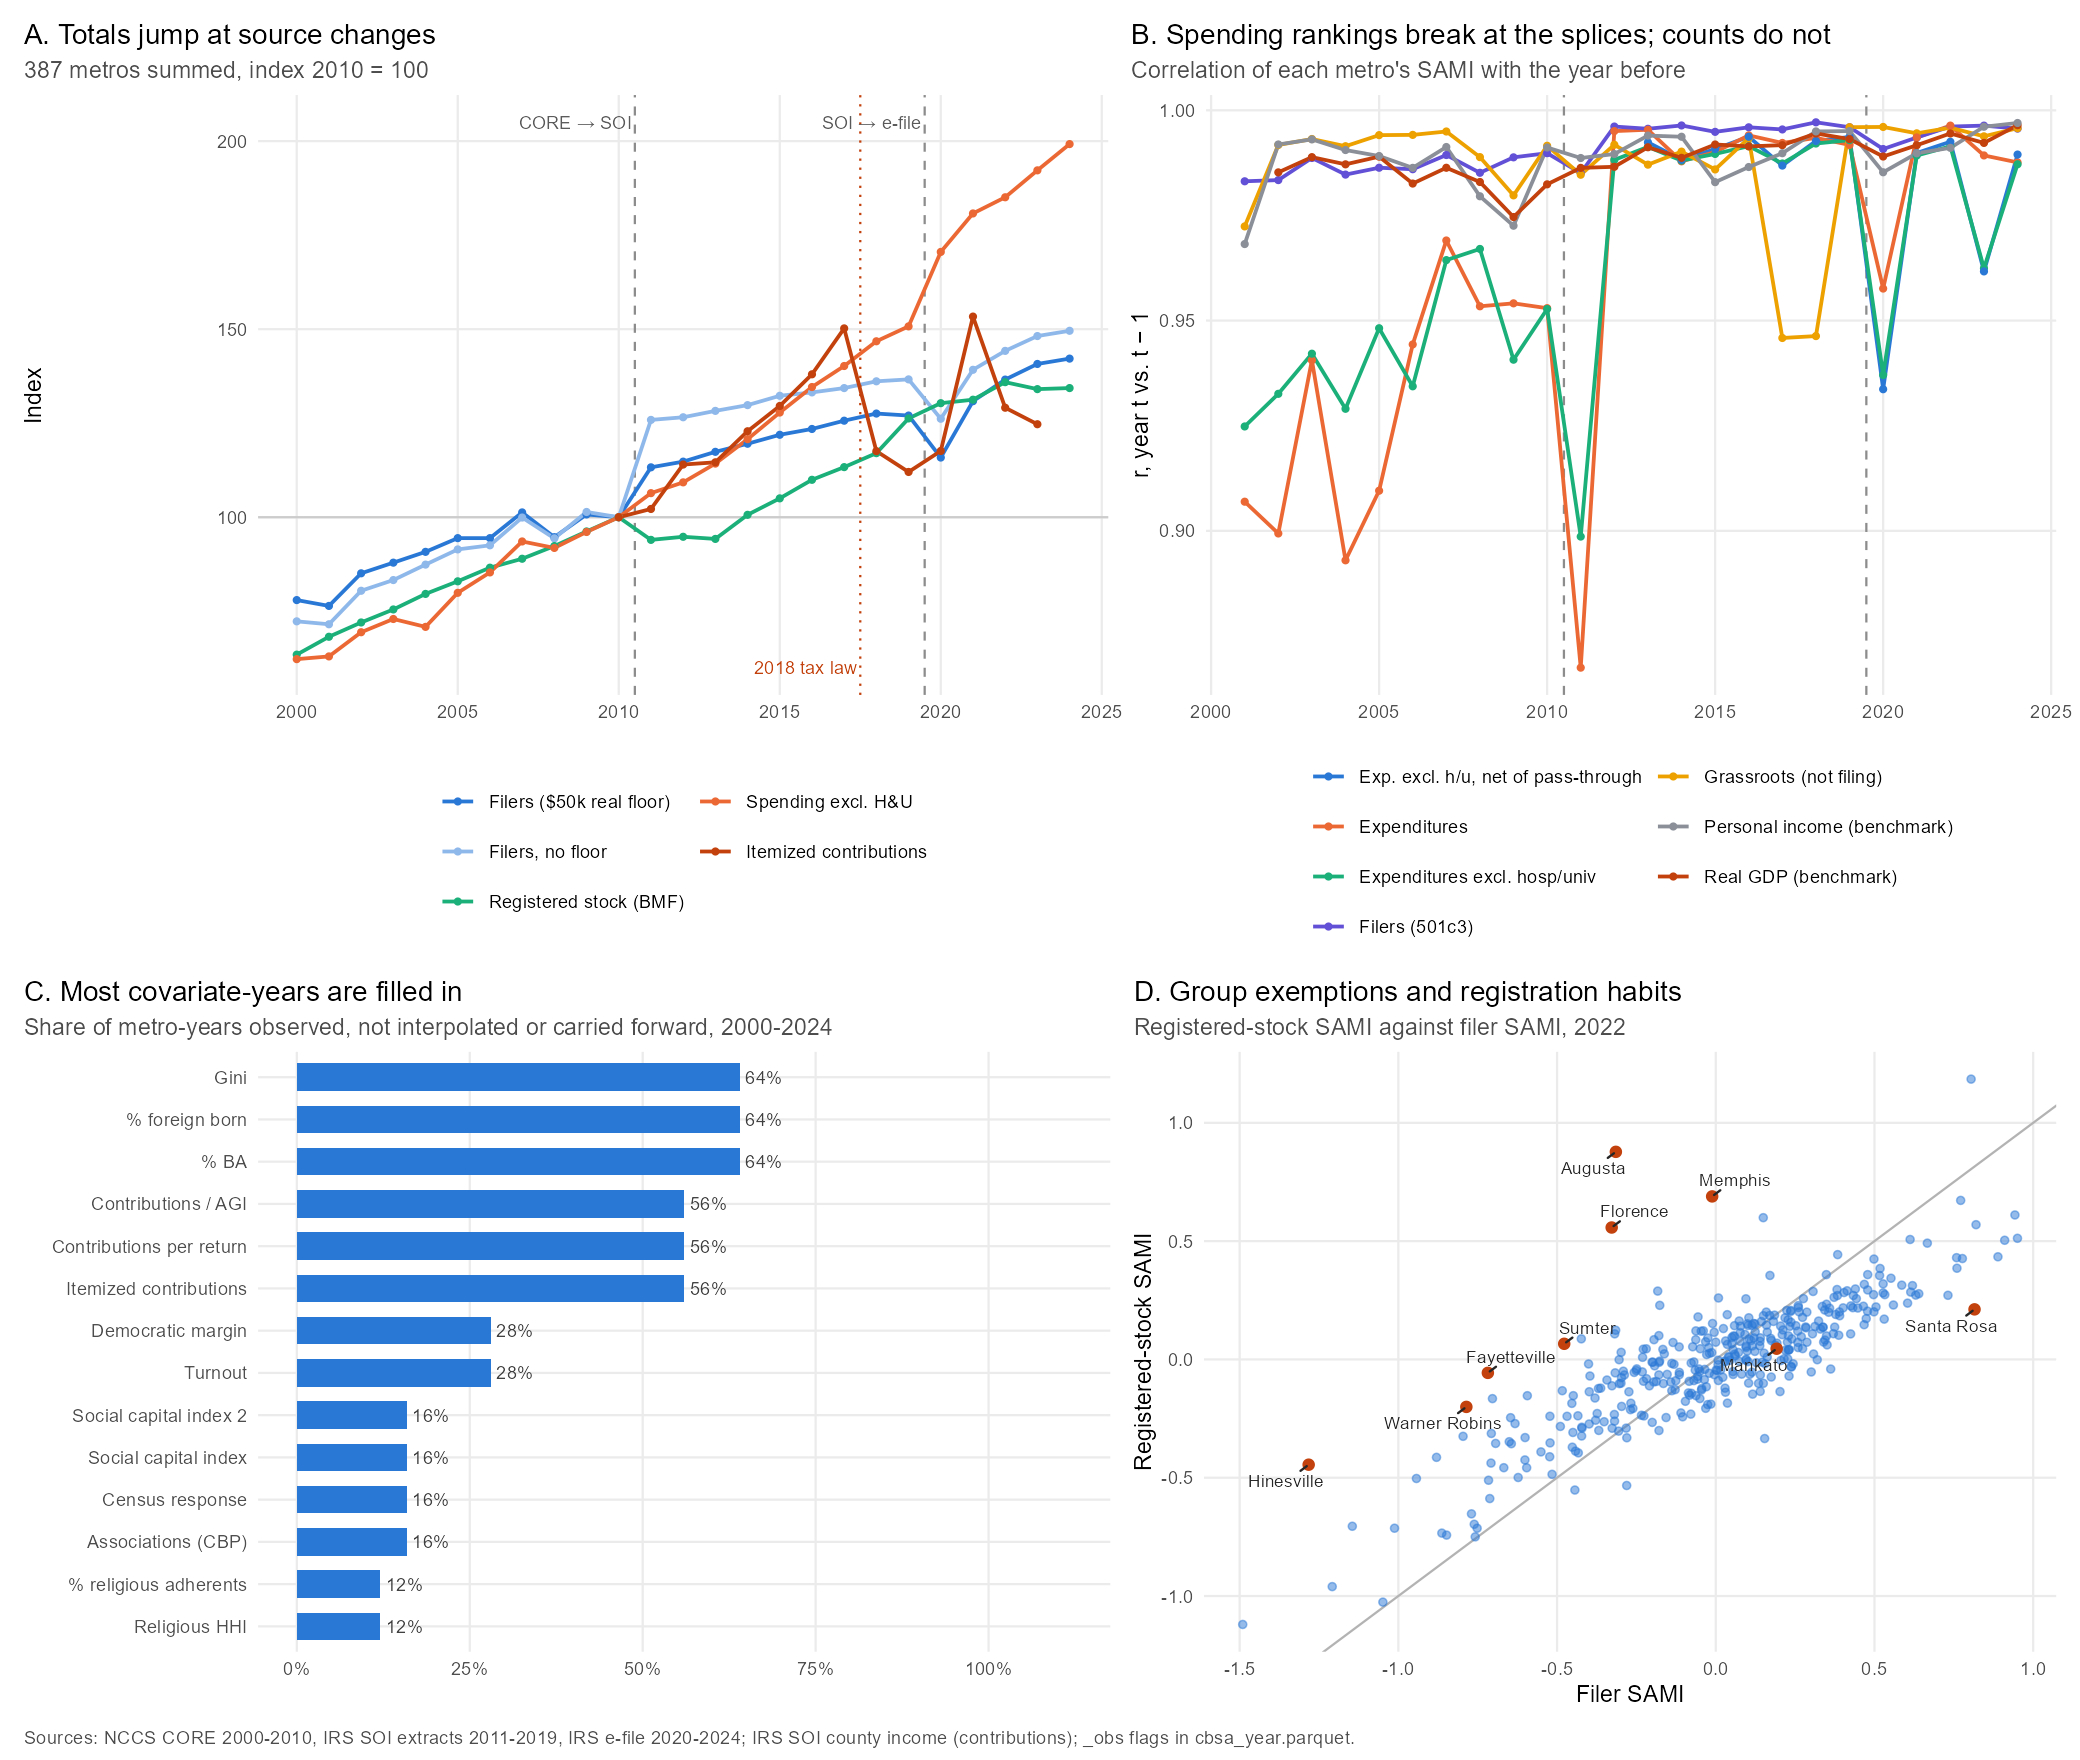 A. Totals jump at source changes
387 metros summed, index 2010 = 100
CORE → SOI
SOI → e-file
200
150
100
Index
2018 tax law
2000
2005
2010
2015
2020
2025
Filers ($50k real floor)
Spending excl. H&U
Filers, no floor
Itemized contributions
Registered stock (BMF)
B. Spending rankings break at the splices; counts do not
Correlation of each metro's SAMI with the year before
1.00
0.95
0.90
r, year t vs. t − 1
2000
2005
2010
2015
2020
2025
Exp. excl. h/u, net of pass-through
Grassroots (not filing)
Expenditures
Personal income (benchmark)
Expenditures excl. hosp/univ
Real GDP (benchmark)
Filers (501c3)
C. Most covariate-years are filled in
Share of metro-years observed, not interpolated or carried forward, 2000-2024
Gini 64%
% foreign born 64%
% BA 64%
Contributions / AGI 56%
Contributions per return 56%
Itemized contributions 56%
Democratic margin 28%
Turnout 28%
Social capital index 2 16%
Social capital index 16%
Census response 16%
Associations (CBP) 16%
% religious adherents 12%
Religious HHI 12%
0%
25%
50%
75%
100%
D. Group exemptions and registration habits
Registered-stock SAMI against filer SAMI, 2022
1.0
0.5
0.0
-0.5
-1.0
Registered-stock SAMI
Augusta
Memphis
Florence
Santa Rosa
Sumter
Fayetteville
Mankato
Warner Robins
Hinesville
-1.5
-1.0
-0.5
0.0
0.5
1.0
Filer SAMI
Sources: NCCS CORE 2000-2010, IRS SOI extracts 2011-2019, IRS e-file 2020-2024; IRS SOI county income (contributions); _obs flags in cbsa_year.parquet.